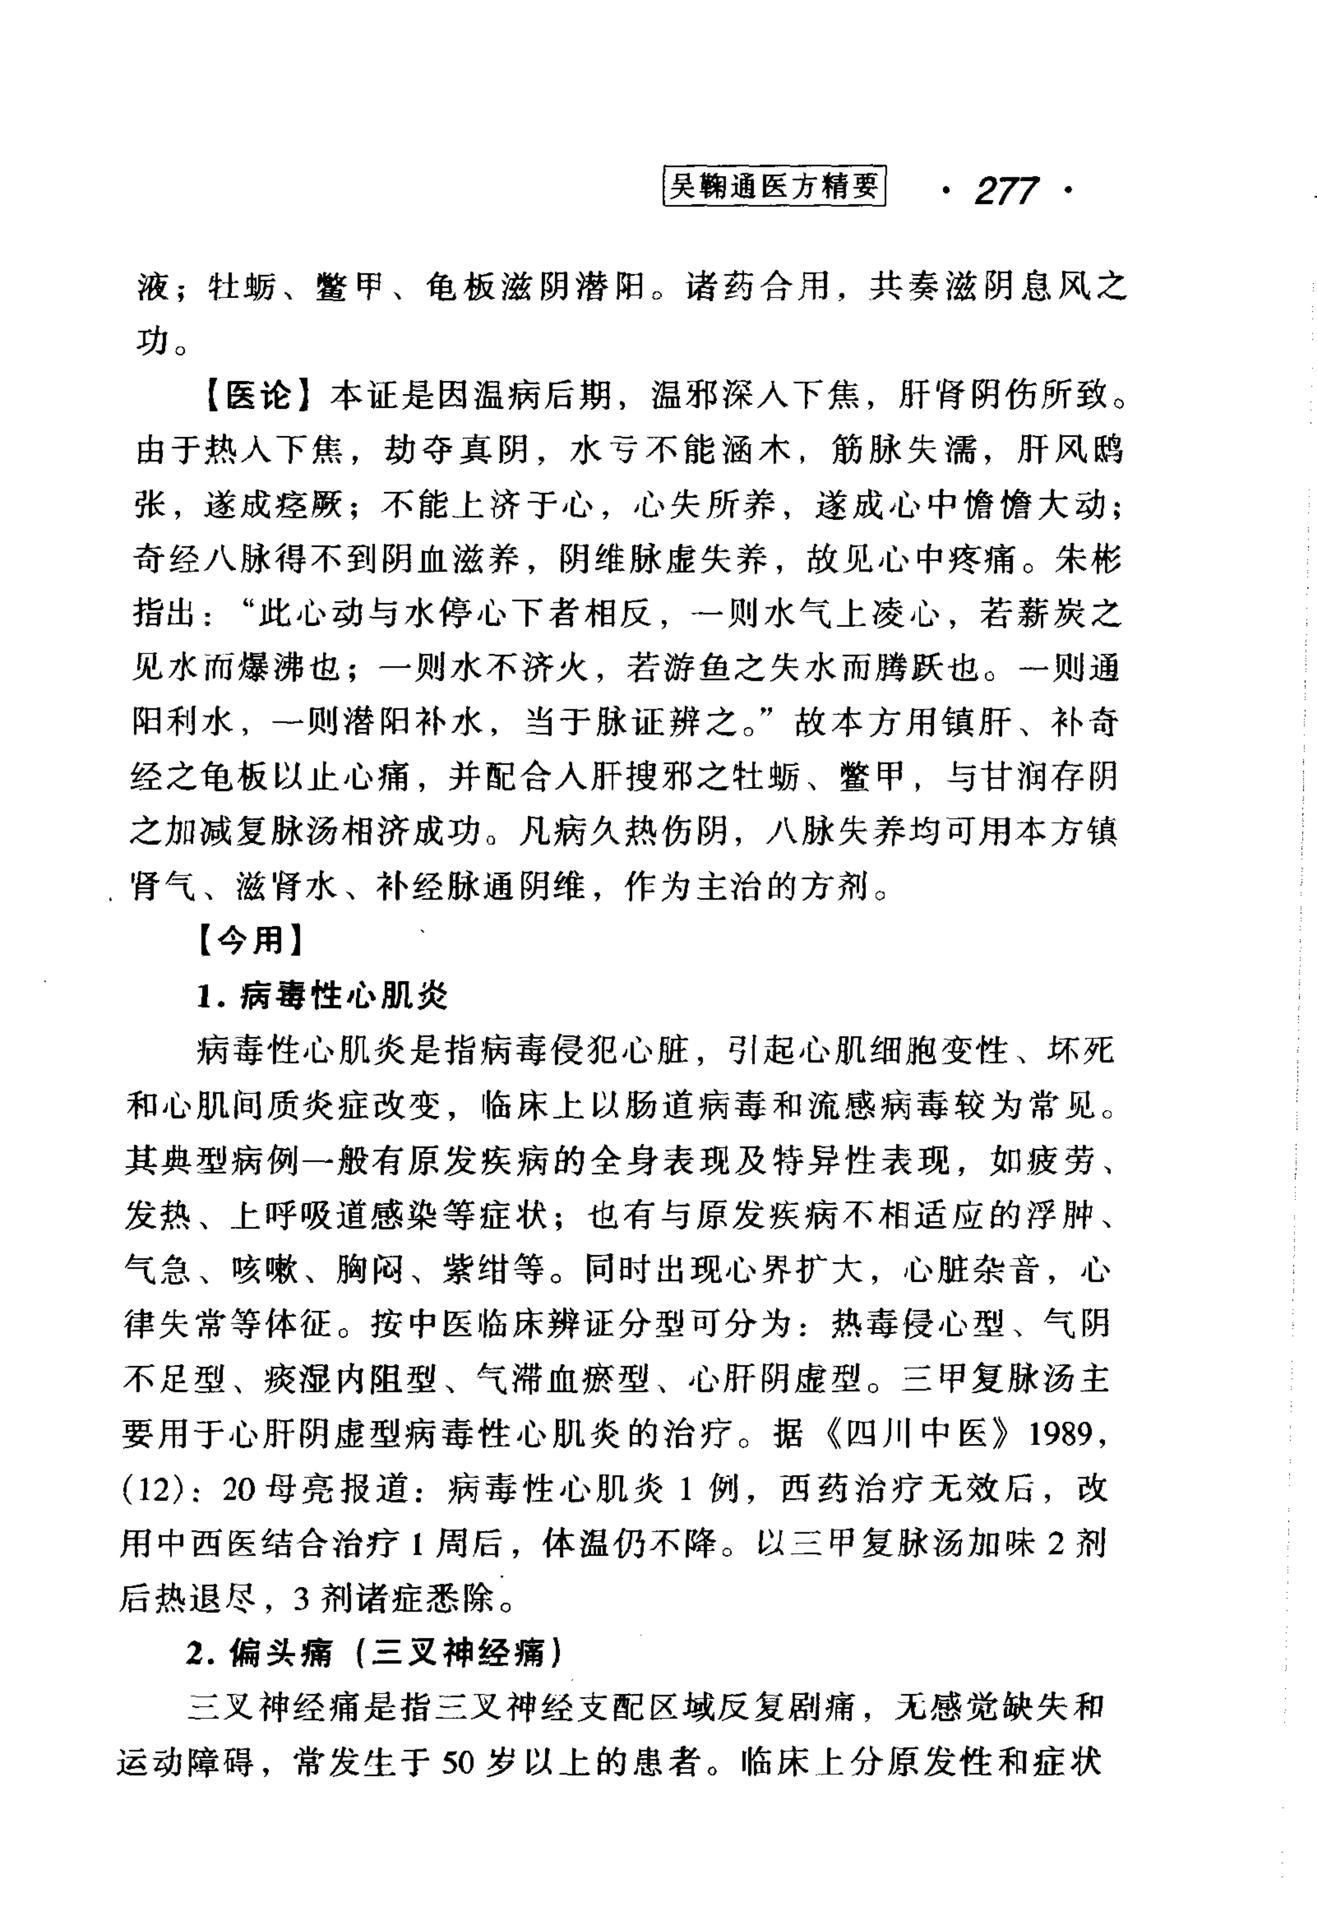 吴鞠通医方精要 · 277 ·
液；牡蛎、鳖甲、龟板滋阴潜阳。诸药合用，共奏滋阴息风之
功。
【医论】本证是因温病后期，温邪深入下焦，肝肾阴伤所致。
由于热入下焦，劫夺真阴，水亏不能涵木，筋脉失濡，肝风鸱
张，遂成痉厥；不能上济于心，心失所养，遂成心中憺憺大动；
奇经八脉得不到阴血滋养，阴维脉虚失养，故见心中疼痛。朱彬
指出：“此心动与水停心下者相反，一则水气上凌心，若薪炭之
见水而爆沸也；一则水不济火，若游鱼之失水而腾跃也。一则通
阳利水，一则潜阳补水，当于脉证辨之。”故本方用镇肝、补奇
经之龟板以止心痛，并配合入肝搜邪之牡蛎、鳖甲，与甘润存阴
之加减复脉汤相济成功。凡病久热伤阴，八脉失养均可用本方镇
肾气、滋肾水、补经脉通阴维，作为主治的方剂。
【今用】
1. 病毒性心肌炎
病毒性心肌炎是指病毒侵犯心脏，引起心肌细胞变性、坏死
和心肌间质炎症改变，临床上以肠道病毒和流感病毒较为常见。
其典型病例一般有原发疾病的全身表现及特异性表现，如疲劳、
发热、上呼吸道感染等症状；也有与原发疾病不相适应的浮肿、
气急、咳嗽、胸闷、紫绀等。同时出现心界扩大，心脏杂音，心
律失常等体征。按中医临床辨证分型可分为：热毒侵心型、气阴
不足型、痰湿内阻型、气滞血瘀型、心肝阴虚型。三甲复脉汤主
要用于心肝阴虚型病毒性心肌炎的治疗。据《四川中医》1989，
(12)：20 母亮报道：病毒性心肌炎 1 例，西药治疗无效后，改
用中西医结合治疗 1 周后，体温仍不降。以三甲复脉汤加味 2 剂
后热退尽，3 剂诸症悉除。
2. 偏头痛（三叉神经痛）
三叉神经痛是指三叉神经支配区域反复剧痛，无感觉缺失和
运动障碍，常发生于 50 岁以上的患者。临床上分原发性和症状